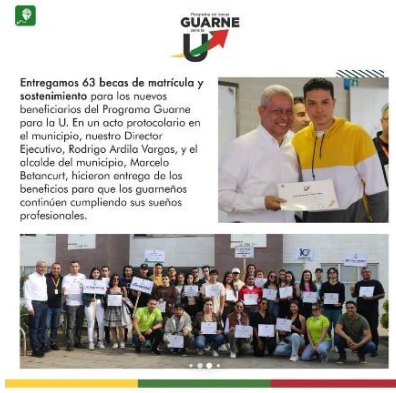 Programa de becas
GUARNE
para la
U
Entregamos 63 becas de matrícula y
sostenimiento para los nuevos
beneficiarios del Programa Guarne
para la U. En un acto protocolario en
el municipio, nuestro Director
Ejecutivo, Rodrigo Ardila Vargas, y el
alcalde del municipio, Marcelo
Betancurt, hicieron entrega de los
beneficios para que los guarneños
continúen cumpliendo sus sueños
profesionales.